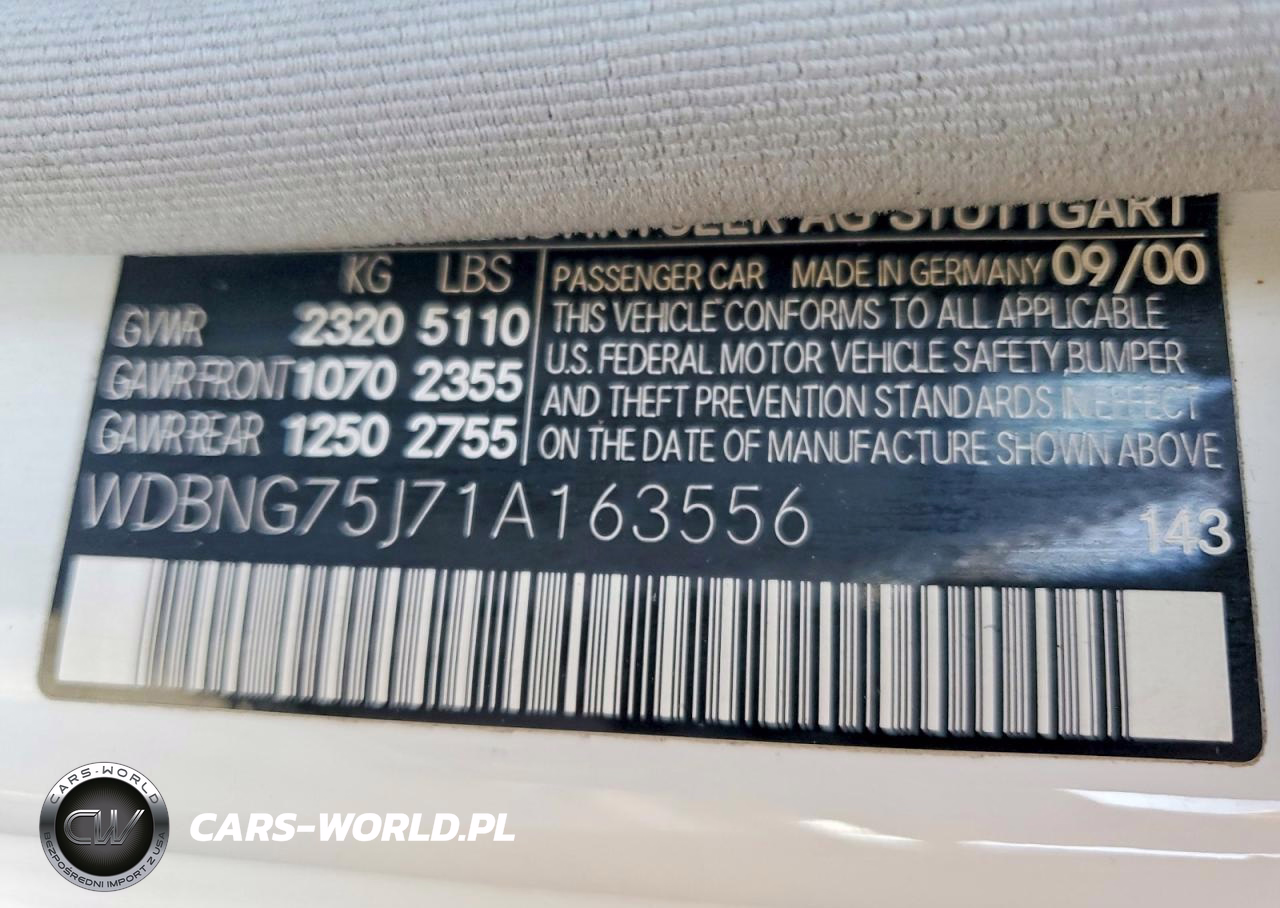 AG STUTTGART
KG LBS
GVWR 2320 5110
GAWR FRONT 1070 2355
GAWR REAR 1250 2755
PASSENGER CAR MADE IN GERMANY 09/00
THIS VEHICLE CONFORMS TO ALL APPLICABLE
U.S. FEDERAL MOTOR VEHICLE SAFETY, BUMPER
AND THEFT PREVENTION STANDARDS IN EFFECT
ON THE DATE OF MANUFACTURE SHOWN ABOVE
WDBNG75J71A163556
143
CARS-WORLD
CW
BEZPOŚREDNI IMPORT Z USA
CARS-WORLD.PL